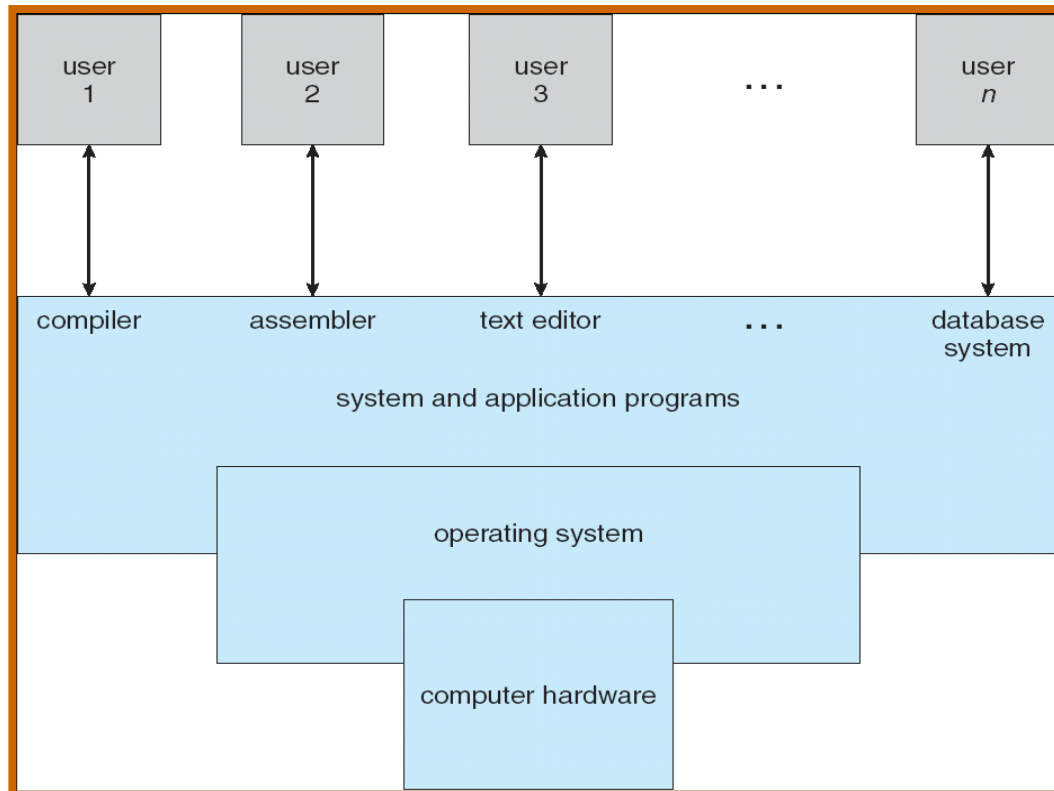 user
1
user
2
user
3
...
user
n
compiler
assembler
text editor
...
database
system
system and application programs
operating system
computer hardware